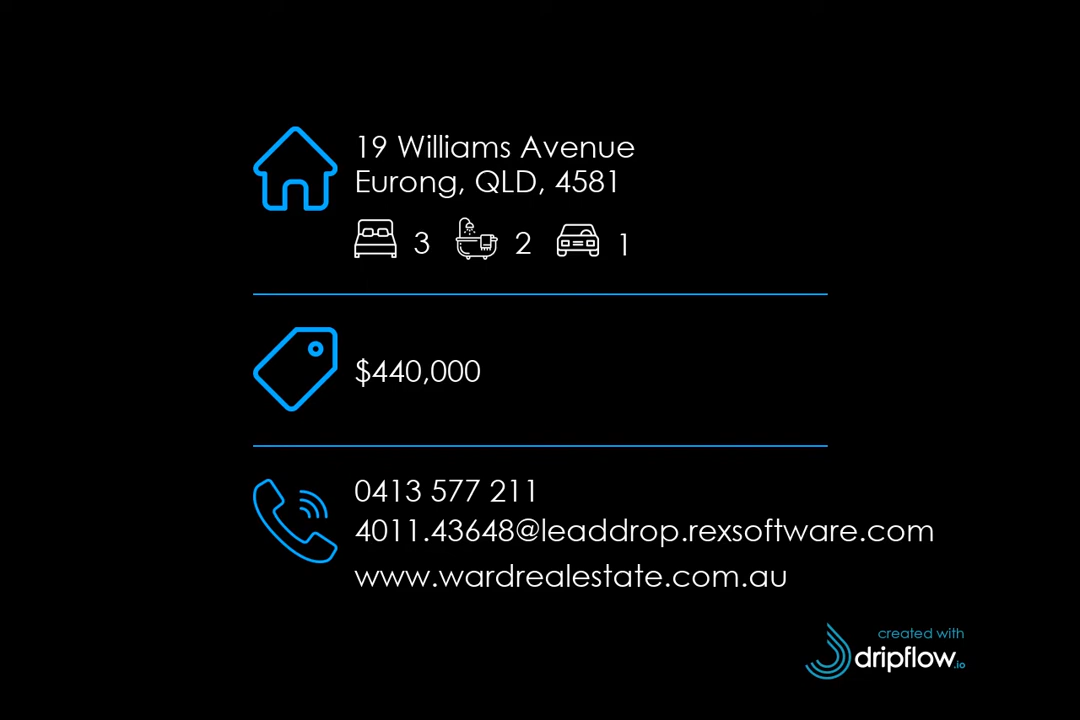 19 Williams Avenue
Eurong, QLD, 4581
3 2 1
$440,000
0413 577 211
4011.43648@leaddrop.rexsoftware.com
www.wardrealestate.com.au
created with
dripflow.io